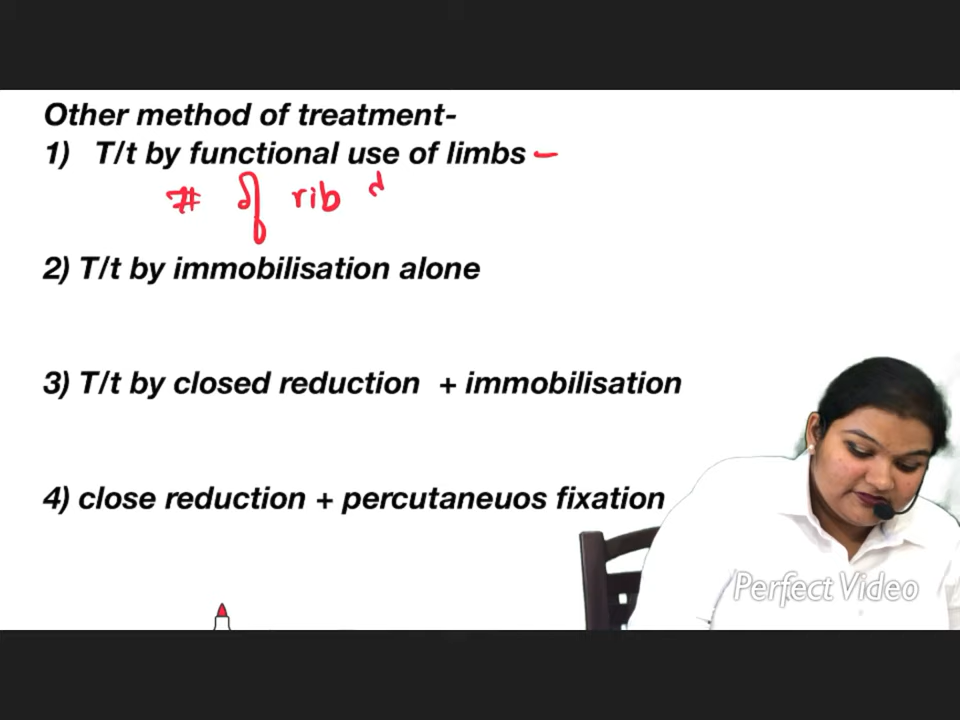 Other method of treatment-
1) T/t by functional use of limbs –
# of rib
2) T/t by immobilisation alone
3) T/t by closed reduction + immobilisation
4) close reduction + percutaneuos fixation
Perfect Video